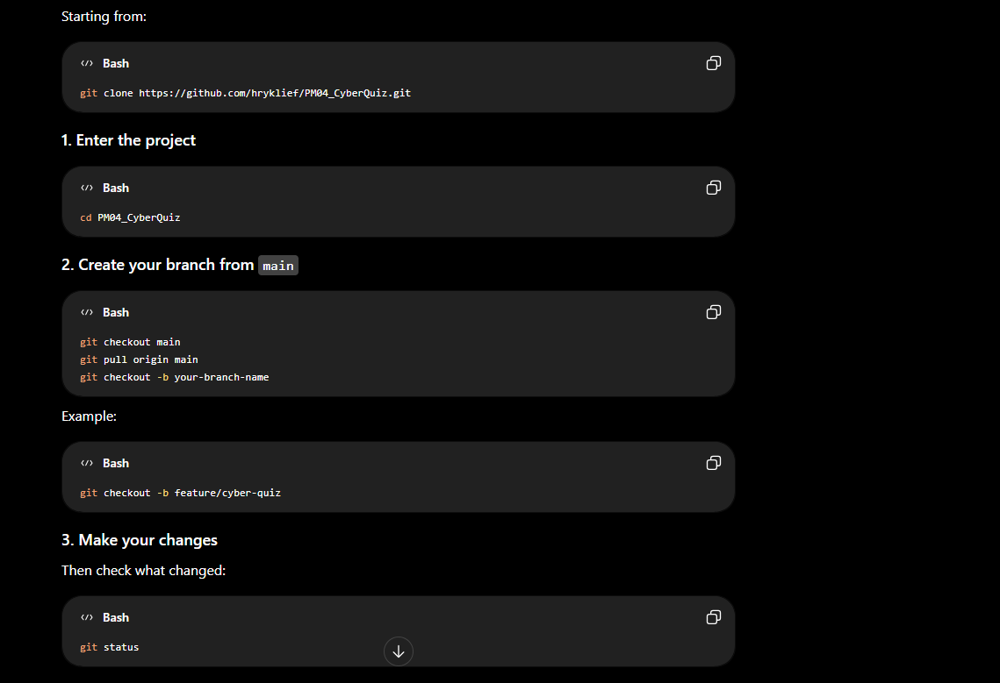 Starting from:
Bash
git clone https://github.com/hryklief/PM04_CyberQuiz.git
1. Enter the project
Bash
cd PM04_CyberQuiz
2. Create your branch from main
Bash
git checkout main
git pull origin main
git checkout -b your-branch-name
Example:
Bash
git checkout -b feature/cyber-quiz
3. Make your changes
Then check what changed:
Bash
git status